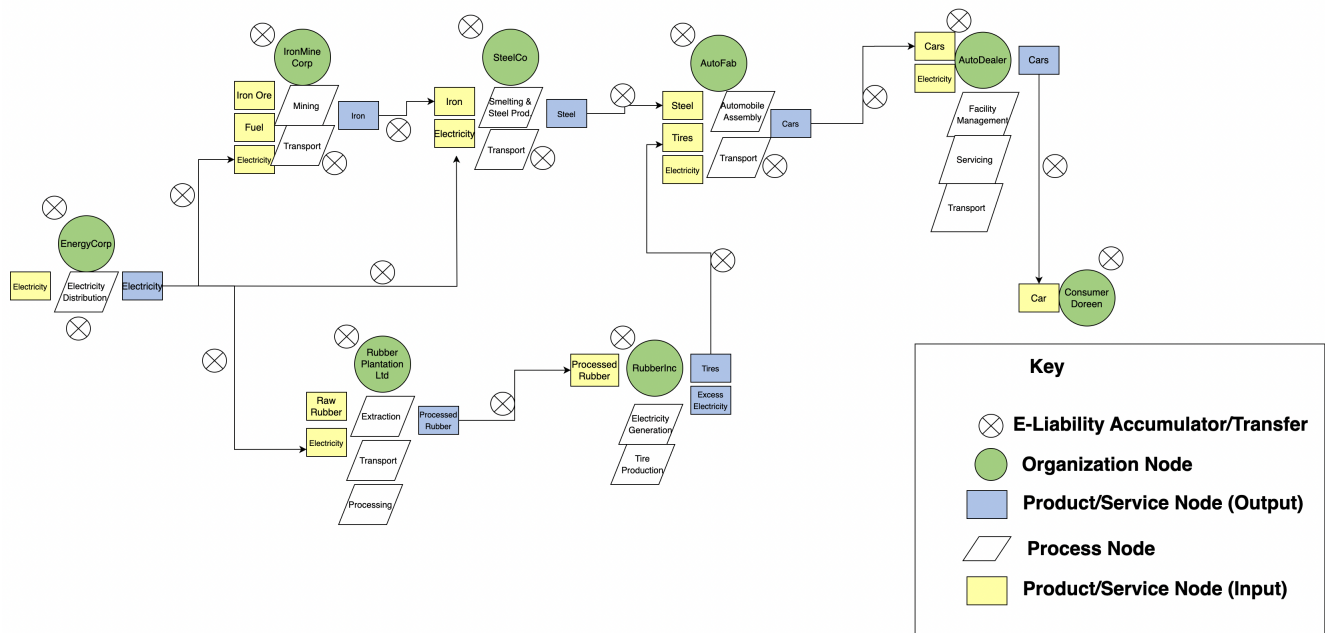 IronMine
Corp
Iron Ore
Fuel
Electricity
Mining
Transport
Iron
SteelCo
Iron
Electricity
Smelting &
Steel Prod.
Transport
Steel
AutoFab
Steel
Tires
Electricity
Automobile
Assembly
Transport
Cars
AutoDealer
Cars
Electricity
Cars
Facility
Management
Servicing
Transport
EnergyCorp
Electricity
Electricity
Distribution
Electricity
Car
Consumer
Doreen
Rubber
Plantation
Ltd
Raw
Rubber
Electricity
Extraction
Transport
Processing
Processed
Rubber
Processed
Rubber
RubberInc
Electricity
Generation
Tire
Production
Tires
Excess
Electricity
Key
E-Liability Accumulator/Transfer
Organization Node
Product/Service Node (Output)
Process Node
Product/Service Node (Input)